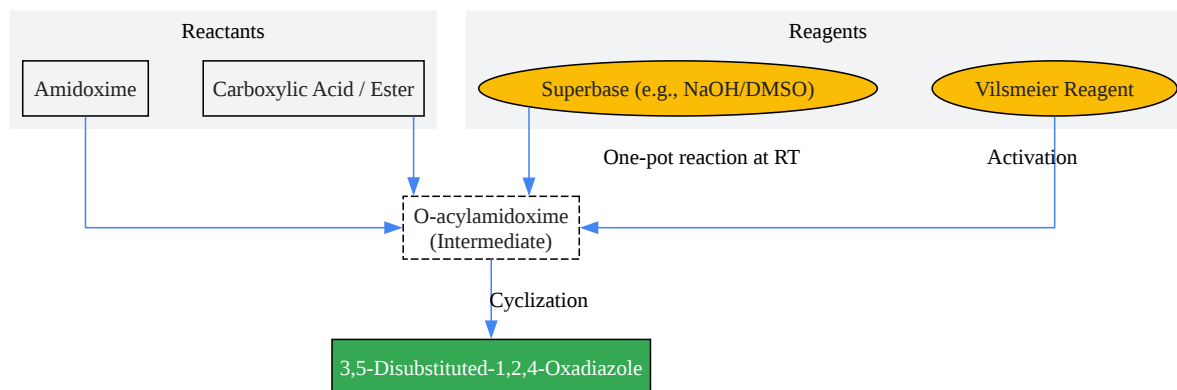 Reactants
Reagents
Amidoxime
Carboxylic Acid / Ester
Superbase (e.g., NaOH/DMSO)
Vilsmeier Reagent
One-pot reaction at RT
Activation
O-acylamidoxime
(Intermediate)
Cyclization
3,5-Disubstituted-1,2,4-Oxadiazole